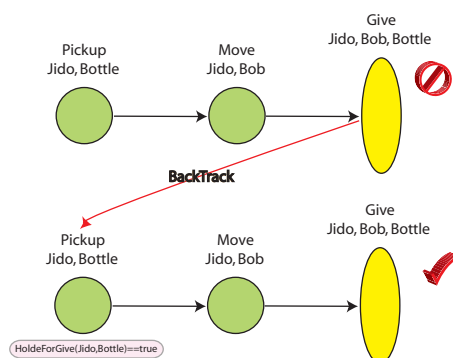 Pickup
Jido, Bottle
Move
Jido, Bob
Give
Jido, Bob, Bottle
BackTrack
Pickup
Jido, Bottle
Move
Jido, Bob
Give
Jido, Bob, Bottle
HoldeForGive(Jido,Bottle)==true